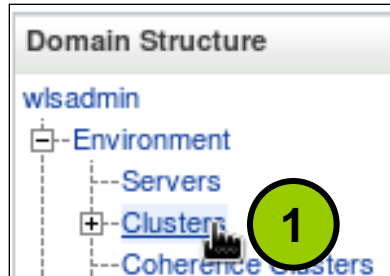 Domain Structure
wlsadmin
Environment
Servers
Clusters
1
Coherence Clusters